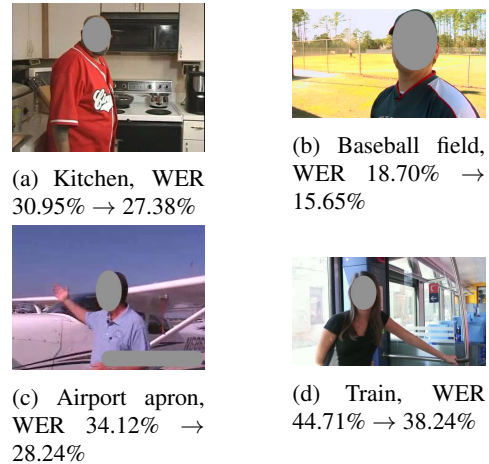 (a) Kitchen, WER
30.95% → 27.38%
(b) Baseball field,
WER 18.70% →
15.65%
(c) Airport apron,
WER 34.12% →
28.24%
(d) Train, WER
44.71% → 38.24%